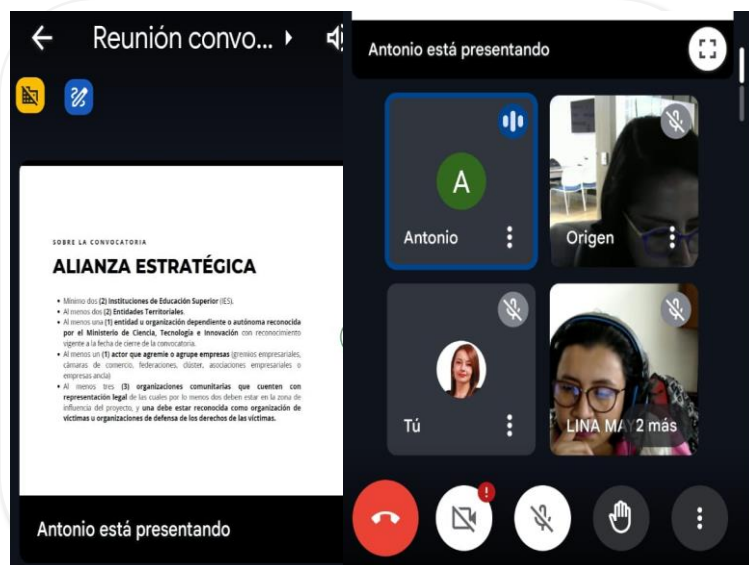 Reunión convo...
SOBRE LA CONVOCATORIA
ALIANZA ESTRATÉGICA
• Mínimo dos (2) Instituciones de Educación Superior (IES).
• Al menos dos (2) Entidades Territoriales.
• Al menos una (1) entidad u organización dependiente o autónoma reconocida
por el Ministerio de Ciencia, Tecnología e Innovación con reconocimiento
vigente a la fecha de cierre de la convocatoria.
• Al menos un (1) actor que agremie o agrupe empresas (gremios empresariales,
cámaras de comercio, federaciones, clúster, asociaciones empresariales o
empresas ancla)
• Al menos tres (3) organizaciones comunitarias que cuenten con
representación legal de las cuales por lo menos dos deben estar en la zona de
influencia del proyecto, y una debe estar reconocida como organización de
víctimas u organizaciones de defensa de los derechos de las víctimas.
Antonio está presentando
Antonio está presentando
A
Antonio
Origen
Tú
LINA MAY
2 más